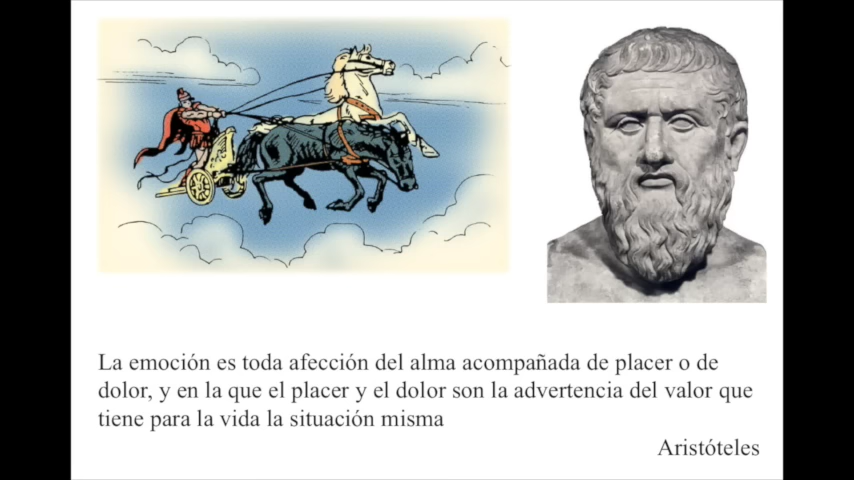 La emoción es toda afección del alma acompañada de placer o de
dolor, y en la que el placer y el dolor son la advertencia del valor que
tiene para la vida la situación misma
Aristóteles